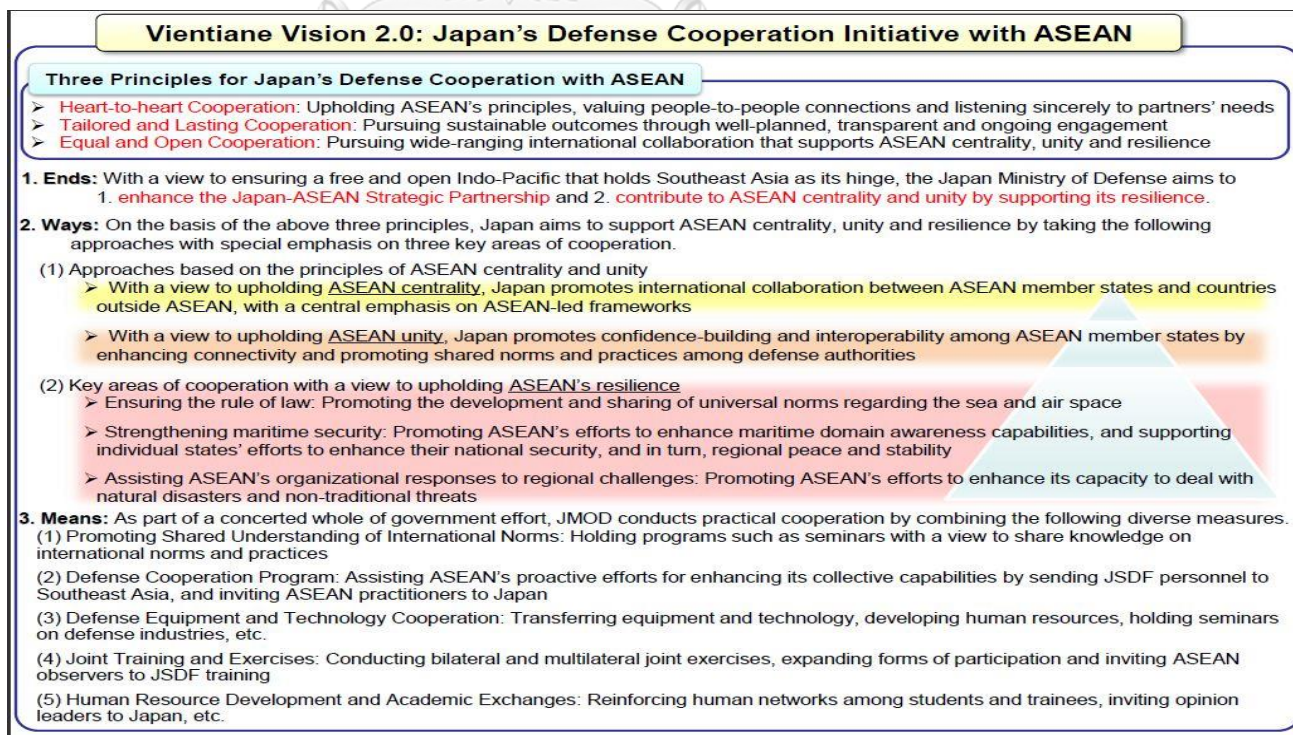 Vientiane Vision 2.0: Japan's Defense Cooperation Initiative with ASEAN
Three Principles for Japan's Defense Cooperation with ASEAN
➢ Heart-to-heart Cooperation: Upholding ASEAN's principles, valuing people-to-people connections and listening sincerely to partners' needs
➢ Tailored and Lasting Cooperation: Pursuing sustainable outcomes through well-planned, transparent and ongoing engagement
➢ Equal and Open Cooperation: Pursuing wide-ranging international collaboration that supports ASEAN centrality, unity and resilience
1. Ends: With a view to ensuring a free and open Indo-Pacific that holds Southeast Asia as its hinge, the Japan Ministry of Defense aims to
1. enhance the Japan-ASEAN Strategic Partnership and 2. contribute to ASEAN centrality and unity by supporting its resilience.
2. Ways: On the basis of the above three principles, Japan aims to support ASEAN centrality, unity and resilience by taking the following
approaches with special emphasis on three key areas of cooperation.
(1) Approaches based on the principles of ASEAN centrality and unity
➢ With a view to upholding ASEAN centrality, Japan promotes international collaboration between ASEAN member states and countries
outside ASEAN, with a central emphasis on ASEAN-led frameworks
➢ With a view to upholding ASEAN unity, Japan promotes confidence-building and interoperability among ASEAN member states by
enhancing connectivity and promoting shared norms and practices among defense authorities
(2) Key areas of cooperation with a view to upholding ASEAN's resilience
➢ Ensuring the rule of law: Promoting the development and sharing of universal norms regarding the sea and air space
➢ Strengthening maritime security: Promoting ASEAN's efforts to enhance maritime domain awareness capabilities, and supporting
individual states' efforts to enhance their national security, and in turn, regional peace and stability
➢ Assisting ASEAN's organizational responses to regional challenges: Promoting ASEAN's efforts to enhance its capacity to deal with
natural disasters and non-traditional threats
3. Means: As part of a concerted whole of government effort, JMOD conducts practical cooperation by combining the following diverse measures.
(1) Promoting Shared Understanding of International Norms: Holding programs such as seminars with a view to share knowledge on
international norms and practices
(2) Defense Cooperation Program: Assisting ASEAN's proactive efforts for enhancing its collective capabilities by sending JSDF personnel to
Southeast Asia, and inviting ASEAN practitioners to Japan
(3) Defense Equipment and Technology Cooperation: Transferring equipment and technology, developing human resources, holding seminars
on defense industries, etc.
(4) Joint Training and Exercises: Conducting bilateral and multilateral joint exercises, expanding forms of participation and inviting ASEAN
observers to JSDF training
(5) Human Resource Development and Academic Exchanges: Reinforcing human networks among students and trainees, inviting opinion
leaders to Japan, etc.